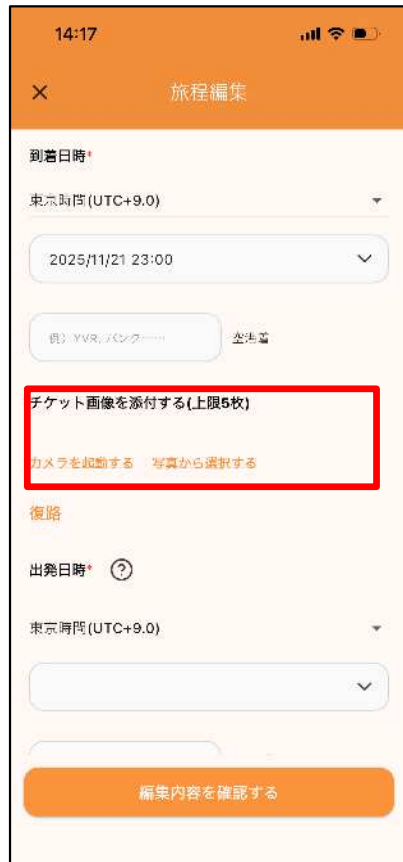 14:17
旅程編集
到着日時*
東京時間(UTC+9.0)
2025/11/21 23:00
例）YVR, バンク……
空港着
チケット画像を添付する(上限5枚)
カメラを起動する 写真から選択する
復路
出発日時* ?
東京時間(UTC+9.0)
編集内容を確認する